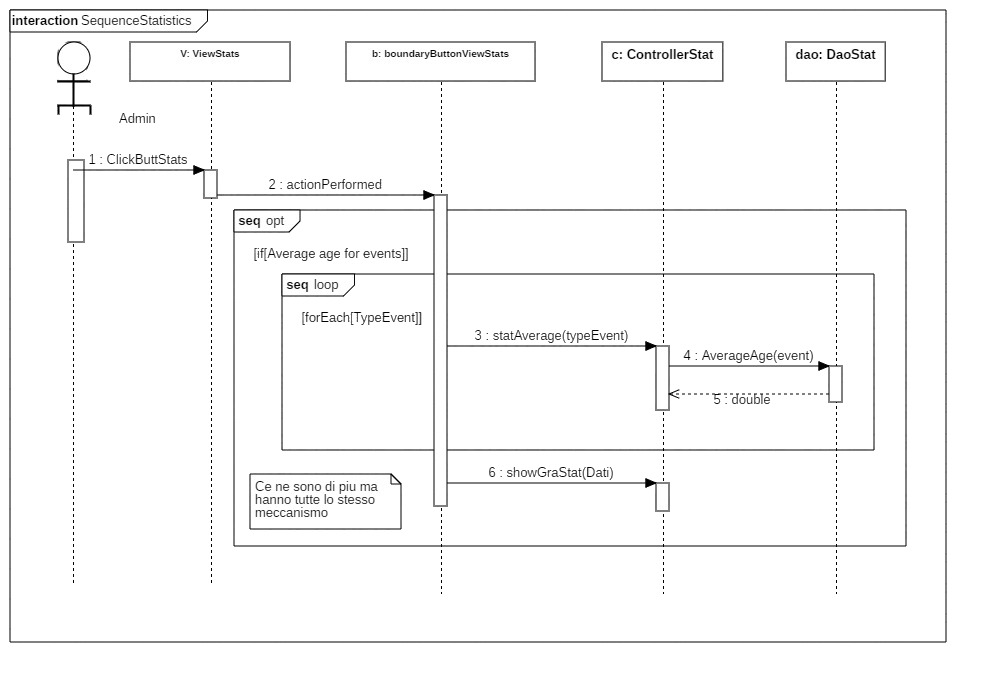 interaction SequenceStatistics
V: ViewStats
b: boundaryButtonViewStats
c: ControllerStat
dao: DaoStat
Admin
1 : ClickButtStats
2 : actionPerformed
seq opt
[if[Average age for events]]
seq loop
[forEach[TypeEvent]]
3 : statAverage(typeEvent)
4 : AverageAge(event)
5 : double
6 : showGraStat(Dati)
Ce ne sono di piu ma
hanno tutte lo stesso
meccanismo